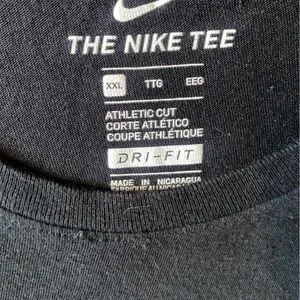 THE NIKE TEE
XXL TTG EEG
ATHLETIC CUT
CORTE ATLÉTICO
COUPE ATHLÉTIQUE
DRI-FIT
MADE IN NICARAGUA